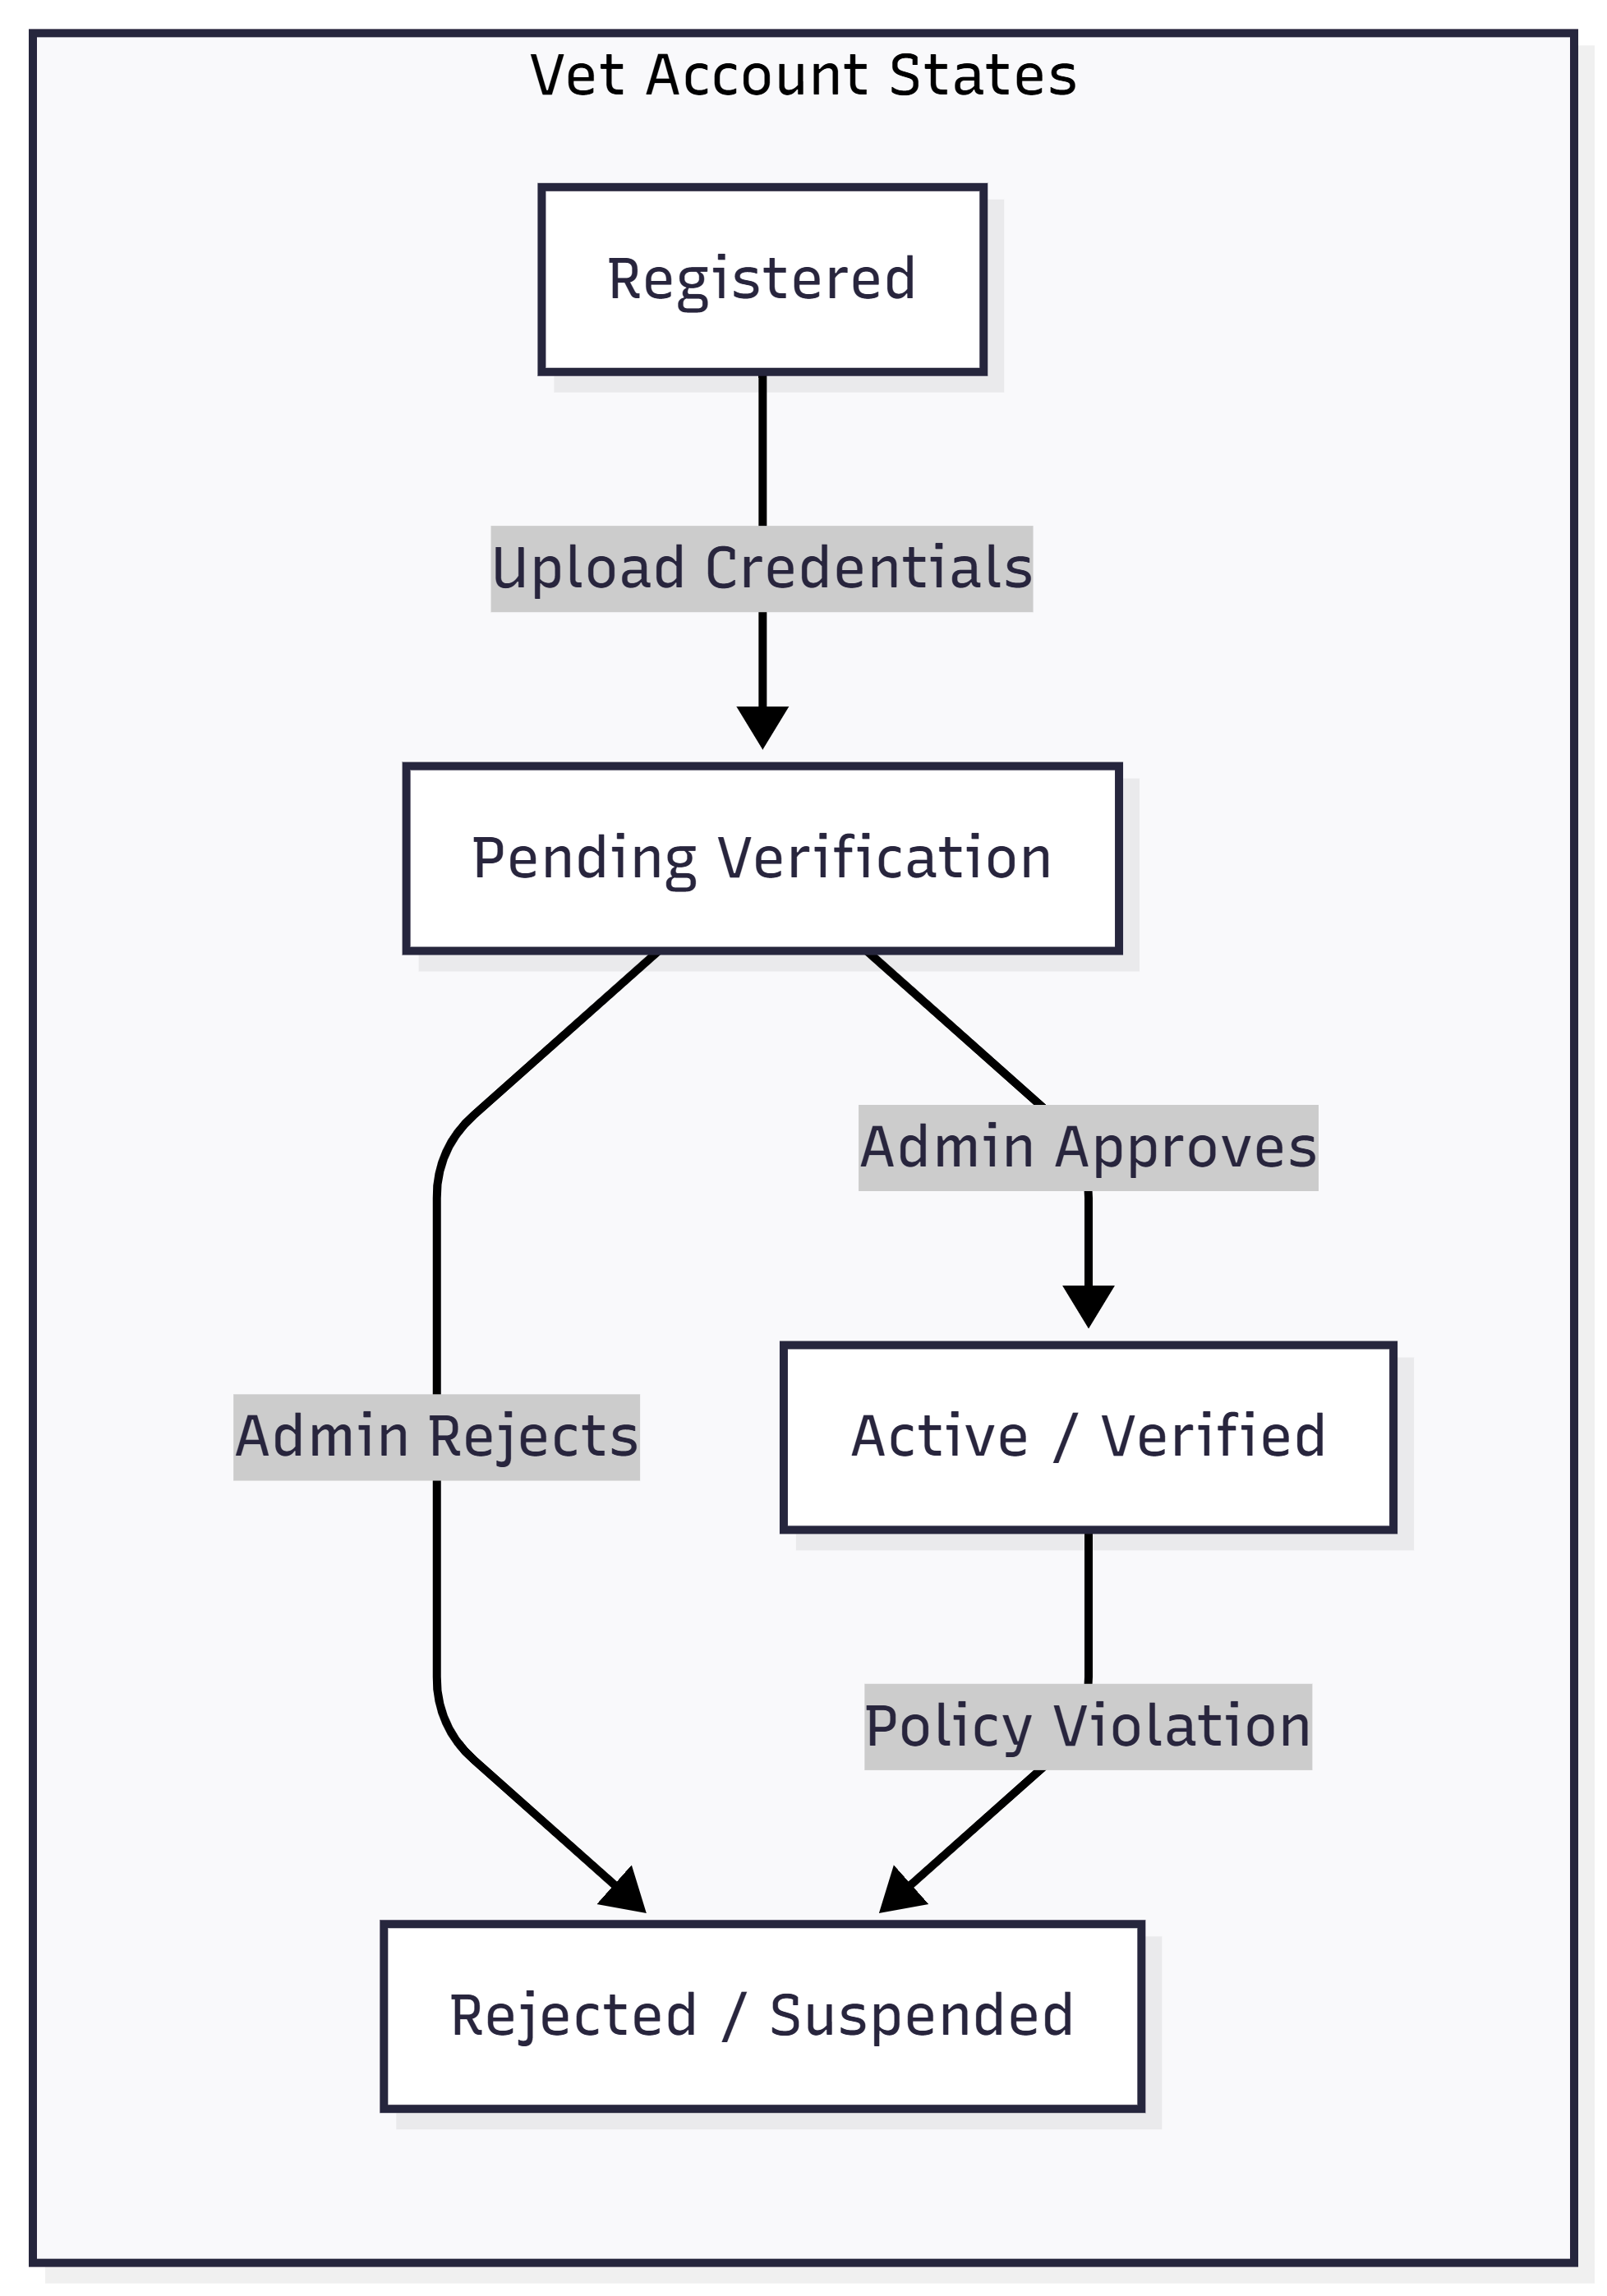 Vet Account States
Registered
Upload Credentials
Pending Verification
Admin Approves
Admin Rejects
Active / Verified
Policy Violation
Rejected / Suspended